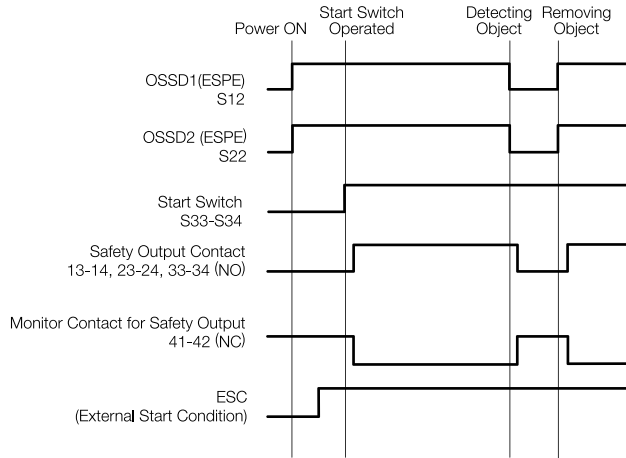 Power ON
Start Switch
Operated
Detecting
Object
Removing
Object
OSSD1(ESPE)
S12
OSSD2 (ESPE)
S22
Start Switch
S33-S34
Safety Output Contact
13-14, 23-24, 33-34 (NO)
Monitor Contact for Safety Output
41-42 (NC)
ESC
(External Start Condition)